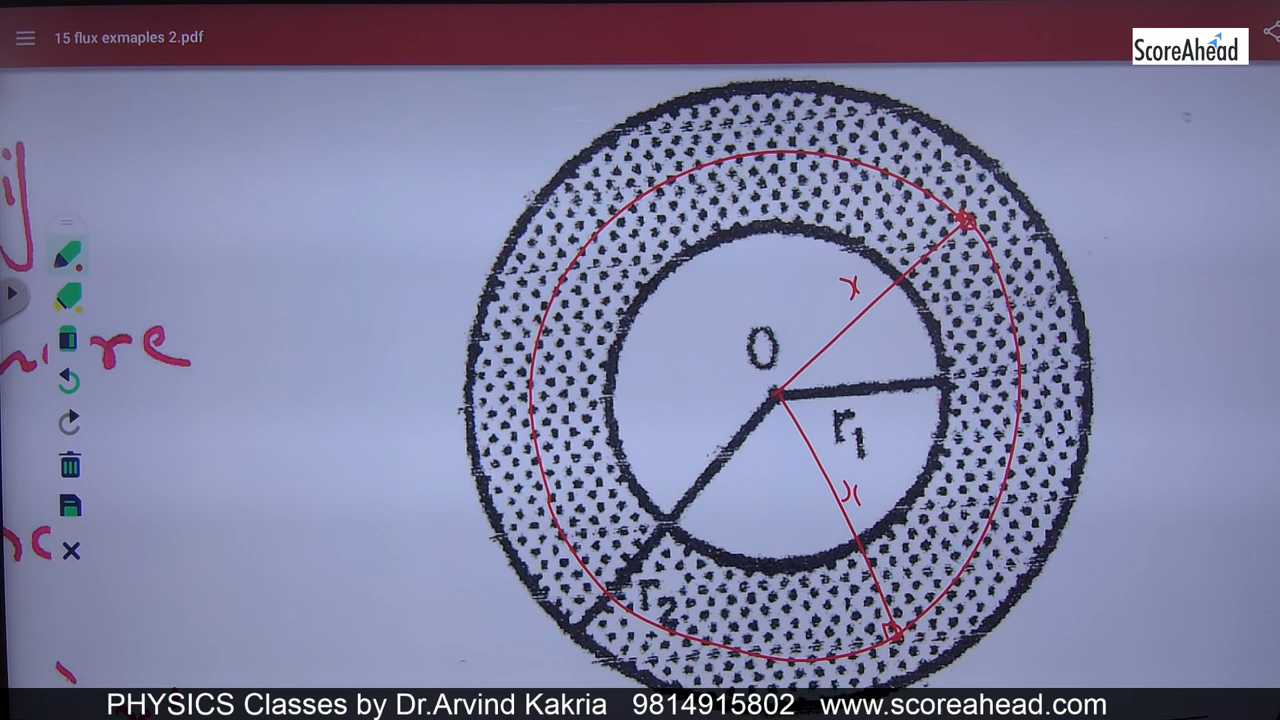 15 flux exmaples 2.pdf
ScoreAhead
x
O
r1
x
r2
PHYSICS Classes by Dr.Arvind Kakria 9814915802 www.scoreahead.com